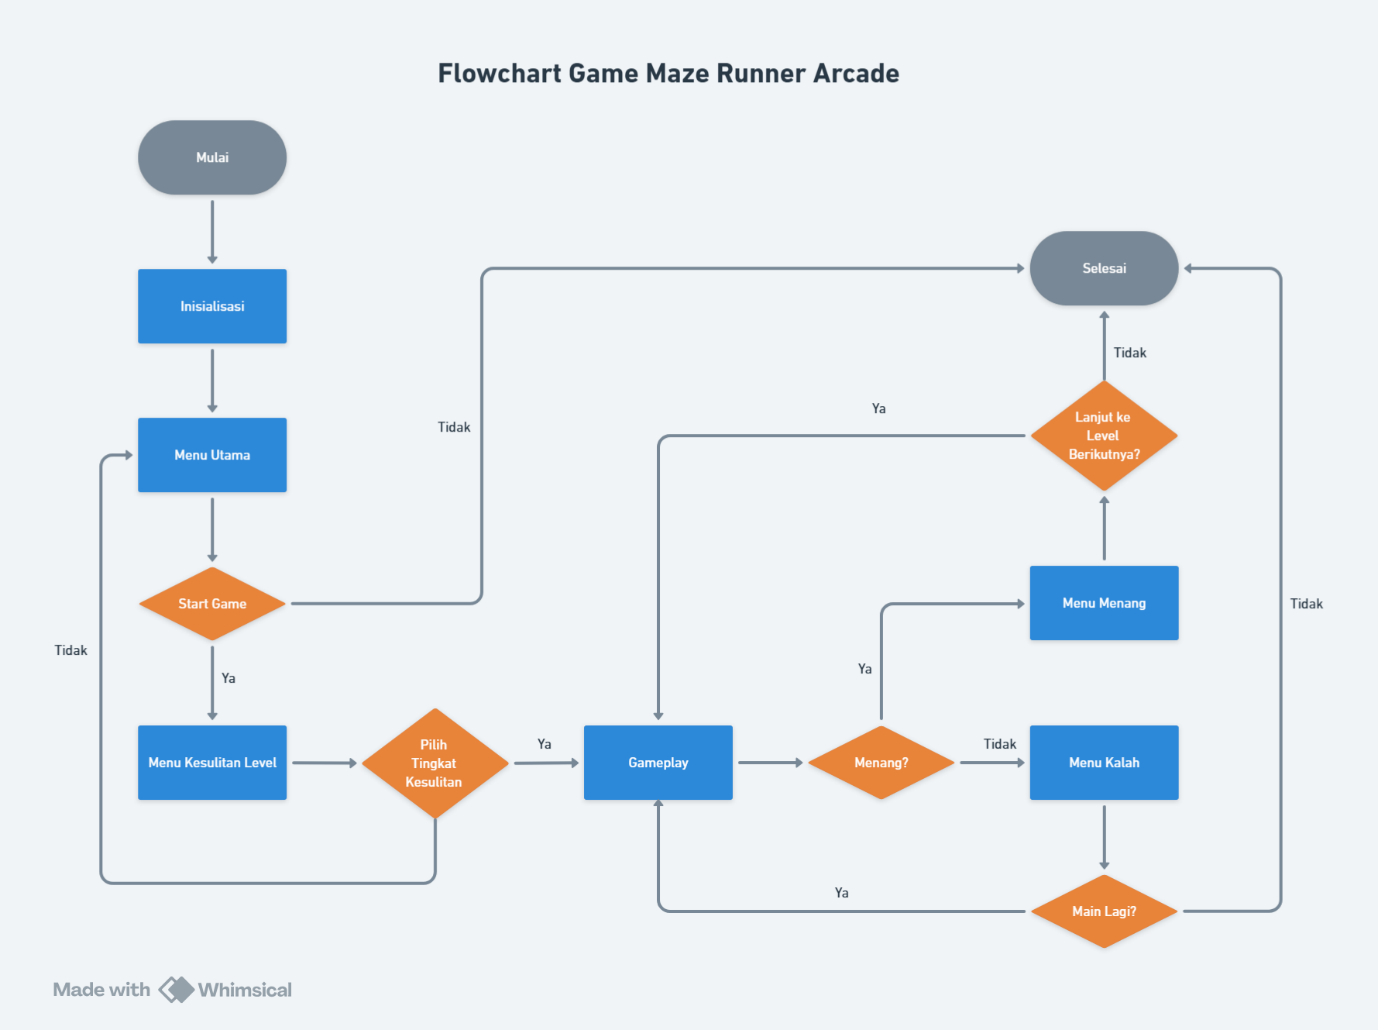 Flowchart Game Maze Runner Arcade
Mulai
Inisialisasi
Menu Utama
Start Game
Tidak
Ya
Tidak
Menu Kesulitan Level
Pilih
Tingkat
Kesulitan
Ya
Gameplay
Menang?
Ya
Tidak
Menu Menang
Menu Kalah
Lanjut ke
Level
Berikutnya?
Ya
Tidak
Selesai
Main Lagi?
Ya
Tidak
Made with Whimsical